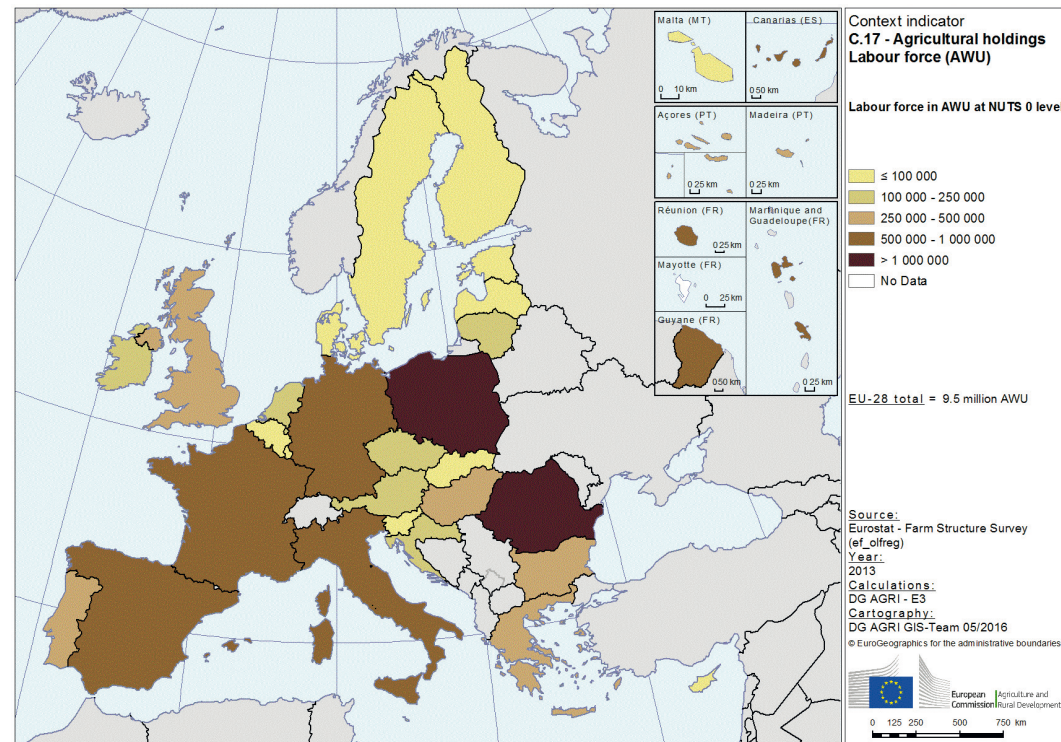 Malta (MT)
0 10 km
Canarias (ES)
0 50 km
Açores (PT)
0 25 km
Madeira (PT)
0 25 km
Réunion (FR)
0 25 km
Martinique and
Guadeloupe(FR)
0 25 km
Mayotte (FR)
0 25 km
Guyane (FR)
0 50 km
Context indicator
C.17 - Agricultural holdings
Labour force (AWU)
Labour force in AWU at NUTS 0 level
≤ 100 000
100 000 - 250 000
250 000 - 500 000
500 000 - 1 000 000
> 1 000 000
No Data
EU-28 total = 9.5 million AWU
Source:
Eurostat - Farm Structure Survey
(ef_olfreg)
Year:
2013
Calculations:
DG AGRI - E3
Cartography:
DG AGRI GIS-Team 05/2016
© EuroGeographics for the administrative boundaries
European
Commission
Agriculture and
Rural Development
0 125 250 500 750 km